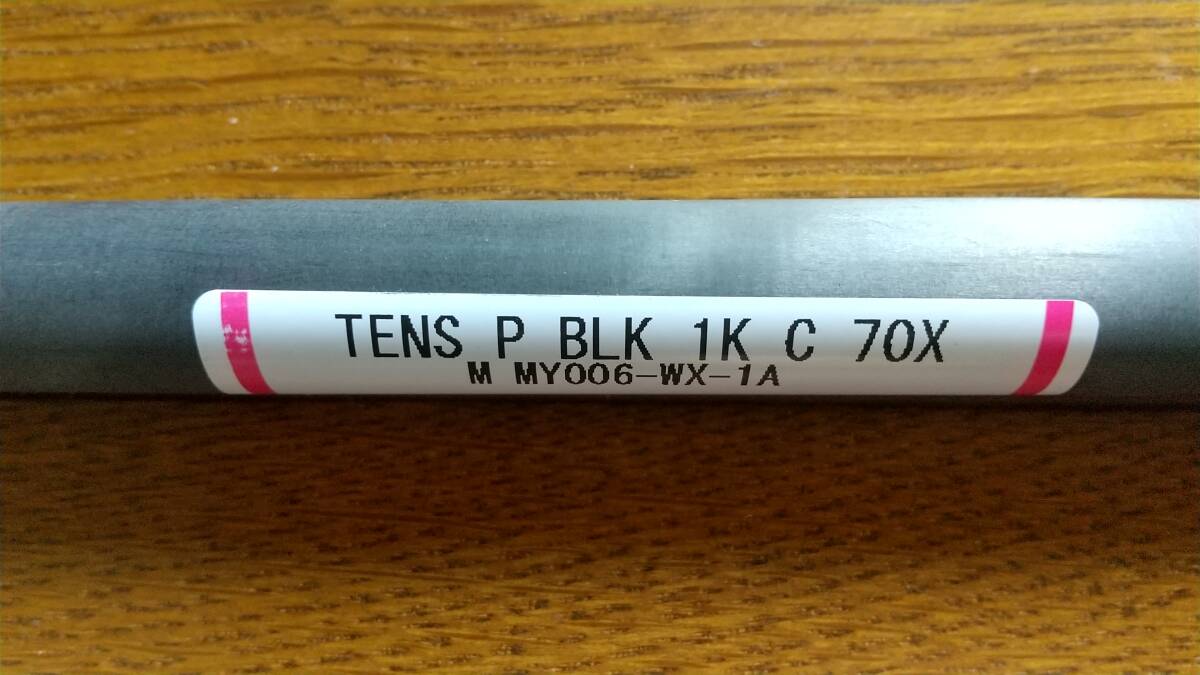 TENS P BLK 1K C 70X
M MY006-WX-1A